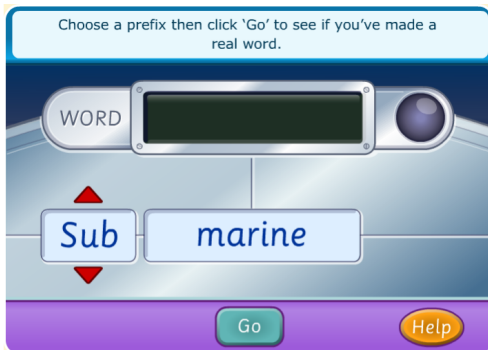 Choose a prefix then click ‘Go’ to see if you’ve made a
real word.
WORD
Sub marine
Go Help